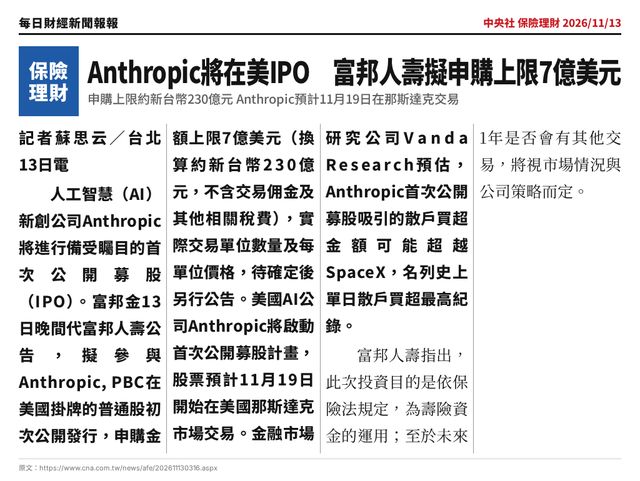 每日財經新聞報報
中央社 保險理財 2026/11/13
保險
理財
Anthropic將在美IPO 富邦人壽擬申購上限7億美元
申購上限約新台幣230億元 Anthropic預計11月19日在那斯達克交易
記者蘇思云／台北
13日電
人工智慧（AI）
新創公司Anthropic
將進行備受矚目的首
次公開募股
（IPO）。富邦金13
日晚間代富邦人壽公
告，擬參與
Anthropic, PBC在
美國掛牌的普通股初
次公開發行，申購金
額上限7億美元（換
算約新台幣230億
元，不含交易佣金及
其他相關稅費），實
際交易單位數量及每
單位價格，待確定後
另行公告。美國AI公
司Anthropic將啟動
首次公開募股計畫，
股票預計11月19日
開始在美國那斯達克
市場交易。金融市場
研究公司Vanda
Research預估，
Anthropic首次公開
募股吸引的散戶買超
金額可能超越
SpaceX，名列史上
單日散戶買超最高紀
錄。
富邦人壽指出，
此次投資目的是依保
險法規定，為壽險資
金的運用；至於未來
1年是否會有其他交
易，將視市場情況與
公司策略而定。
原文：https://www.cna.com.tw/news/afe/202611130316.aspx